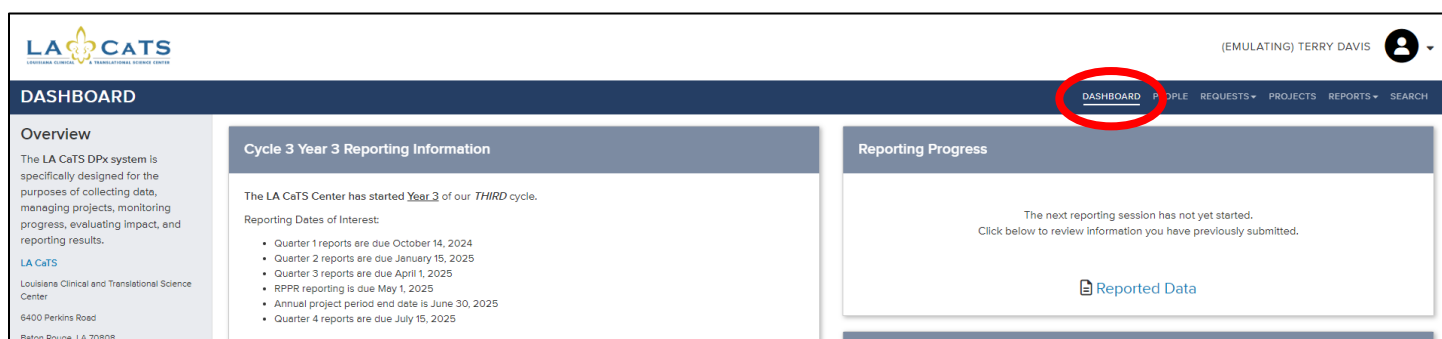 LA CATS
LOUISIANA CLINICAL & TRANSLATIONAL SCIENCE CENTER
(EMULATING) TERRY DAVIS
DASHBOARD
DASHBOARD PEOPLE REQUESTS PROJECTS REPORTS SEARCH
Overview
The LA CaTS DPx system is
specifically designed for the
purposes of collecting data,
managing projects, monitoring
progress, evaluating impact, and
reporting results.
LA CaTS
Louisiana Clinical and Translational Science
Center
6400 Perkins Road
Baton Rouge, LA 70808
Cycle 3 Year 3 Reporting Information
The LA CaTS Center has started Year 3 of our THIRD cycle.
Reporting Dates of Interest:
• Quarter 1 reports are due October 14, 2024
• Quarter 2 reports are due January 15, 2025
• Quarter 3 reports are due April 1, 2025
• RPPR reporting is due May 1, 2025
• Annual project period end date is June 30, 2025
• Quarter 4 reports are due July 15, 2025
Reporting Progress
The next reporting session has not yet started.
Click below to review information you have previously submitted.
Reported Data